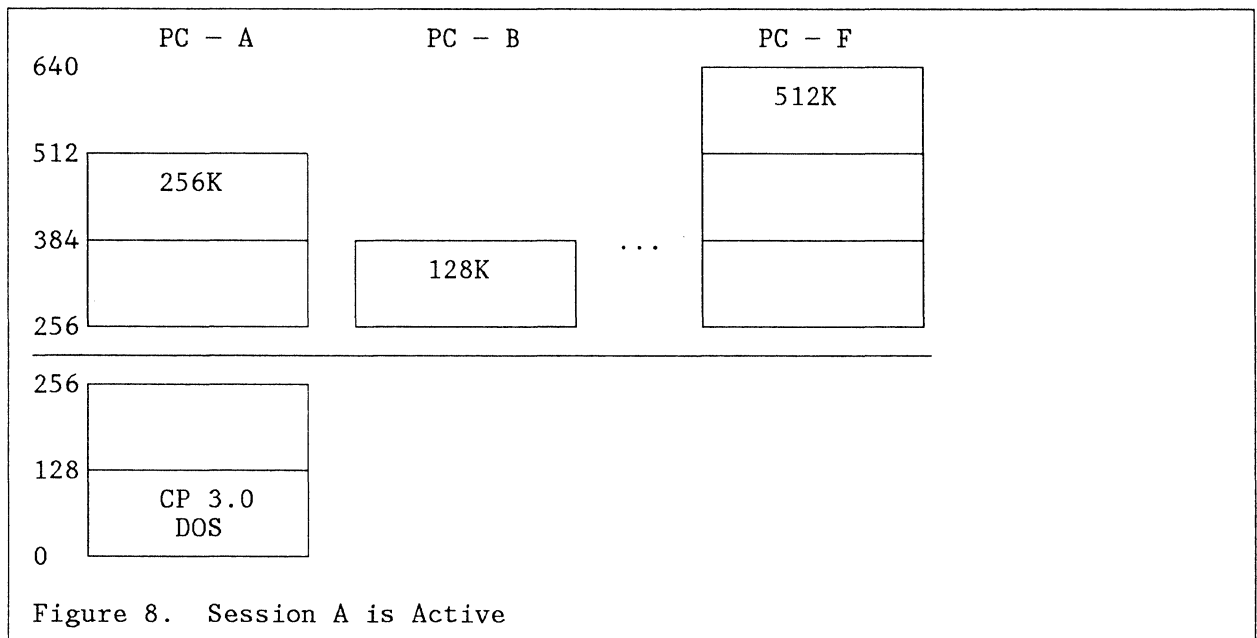 PC - A PC - B PC - F
640
512K
512
256K
384
...
128K
256
256
128
CP 3.0
DOS
0
Figure 8. Session A is Active